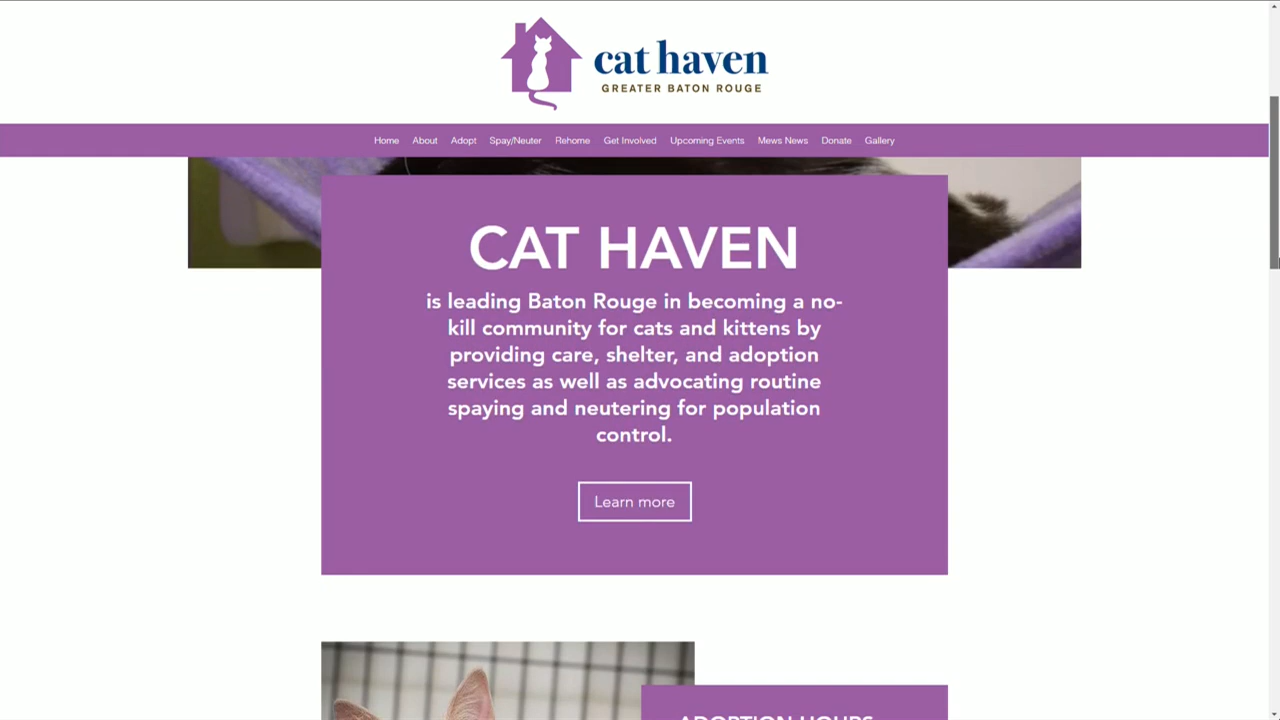 cat haven
GREATER BATON ROUGE
Home About Adopt Spay/Neuter Rehome Get Involved Upcoming Events Mews News Donate Gallery
CAT HAVEN
is leading Baton Rouge in becoming a no-
kill community for cats and kittens by
providing care, shelter, and adoption
services as well as advocating routine
spaying and neutering for population
control.
Learn more
ADOPTION HOURS